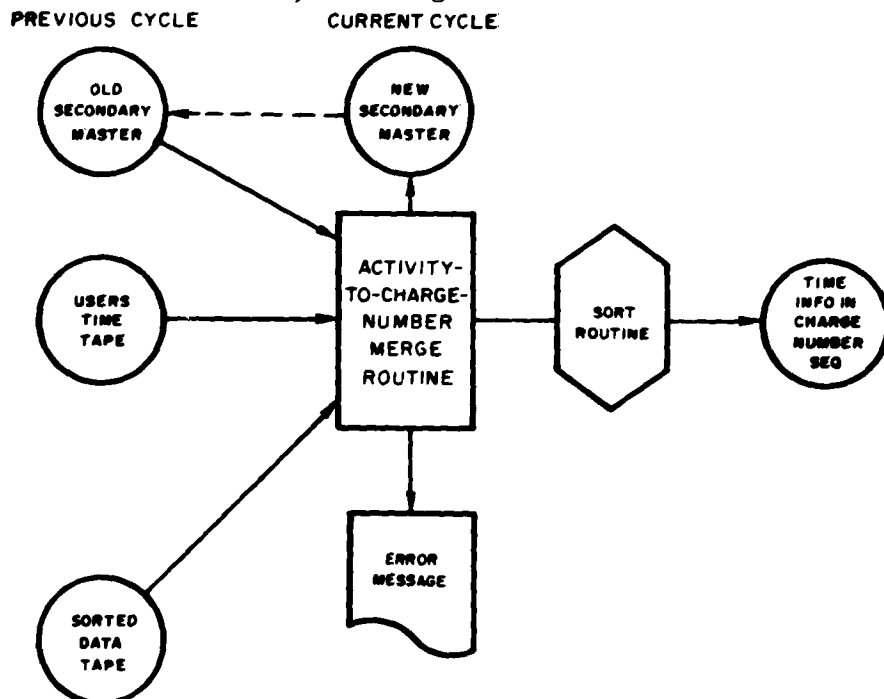 PREVIOUS CYCLE
CURRENT CYCLE
OLD
SECONDARY
MASTER
NEW
SECONDARY
MASTER
USERS
TIME
TAPE
ACTIVITY-
TO-CHARGE-
NUMBER
MERGE
ROUTINE
SORT
ROUTINE
TIME
INFO IN
CHARGE
NUMBER
SEQ
ERROR
MESSAGE
SORTED
DATA
TAPE